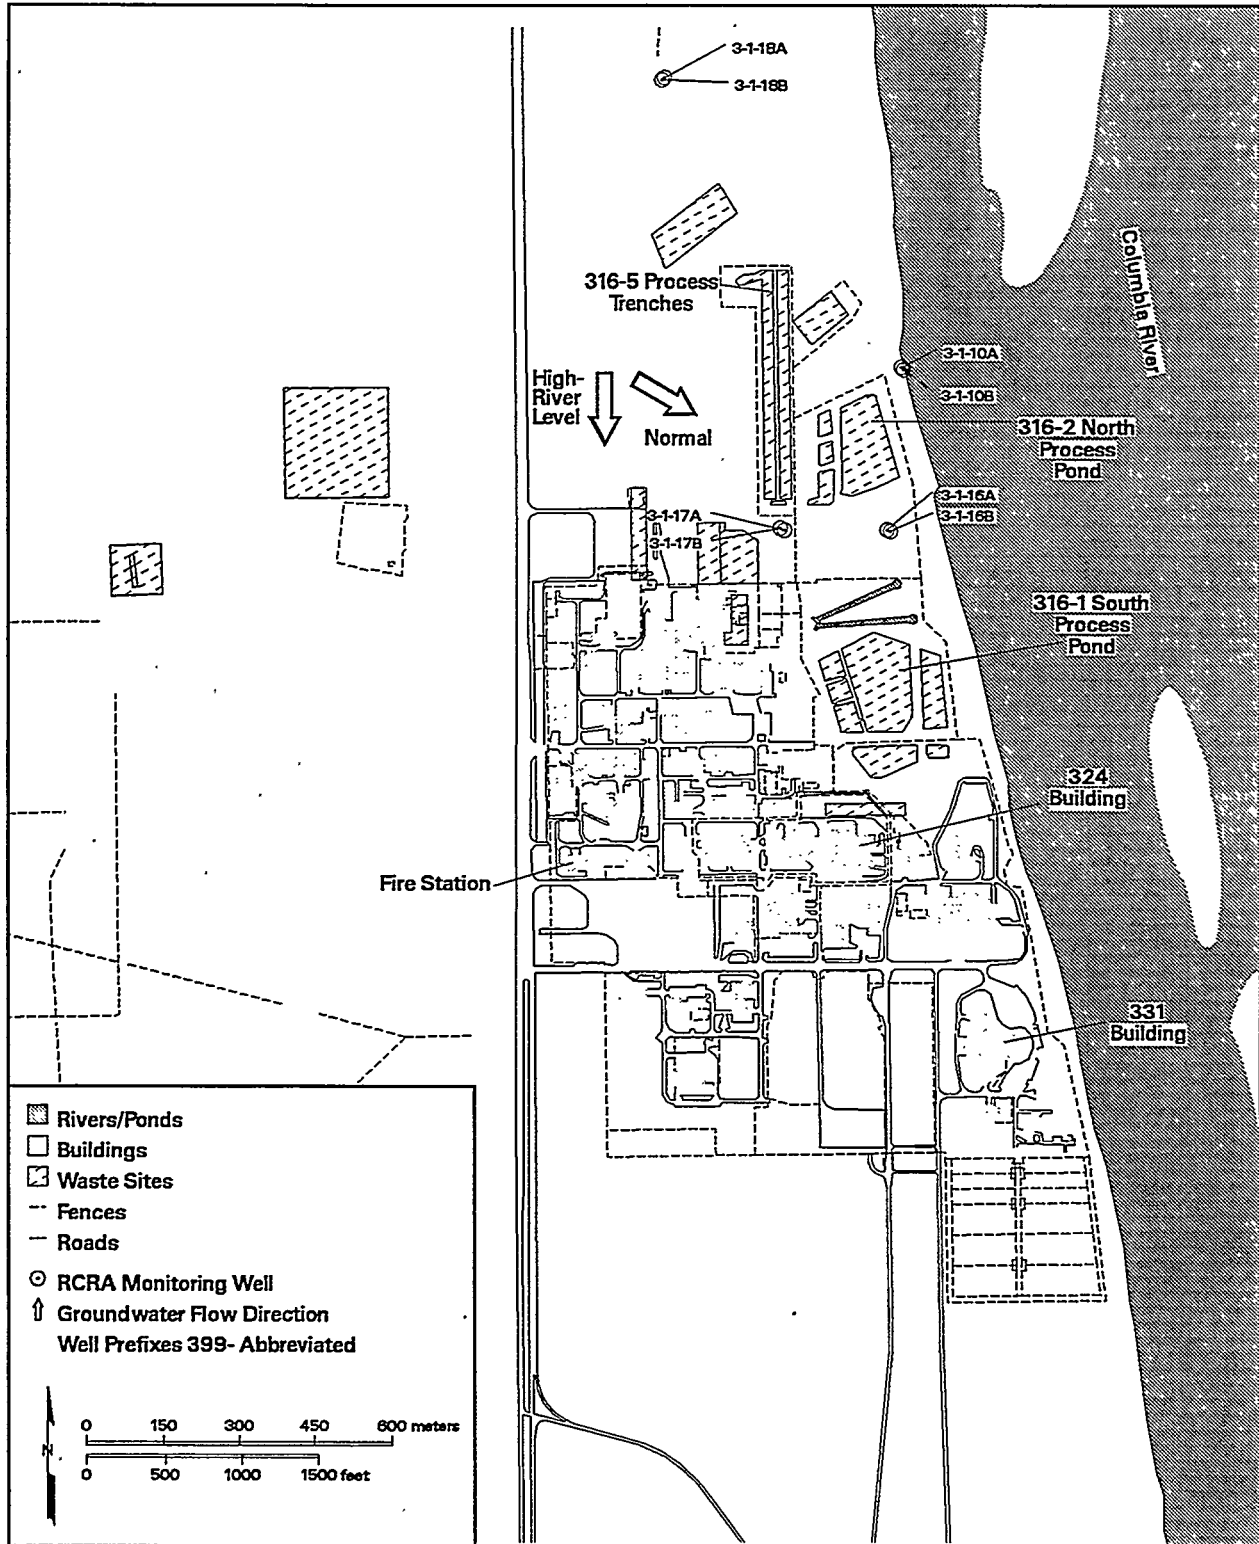 3-1-18A
3-1-18B
316-5 Process
Trenches
Columbia River
3-1-10A
3-1-10B
High-
River
Level
Normal
316-2 North
Process
Pond
3-1-16A
3-1-16B
3-1-17A
3-1-17B
316-1 South
Process
Pond
324
Building
Fire Station
331
Building
Rivers/Ponds
Buildings
Waste Sites
Fences
Roads
RCRA Monitoring Well
Groundwater Flow Direction
Well Prefixes 399- Abbreviated
N
0 150 300 450 600 meters
0 500 1000 1500 feet